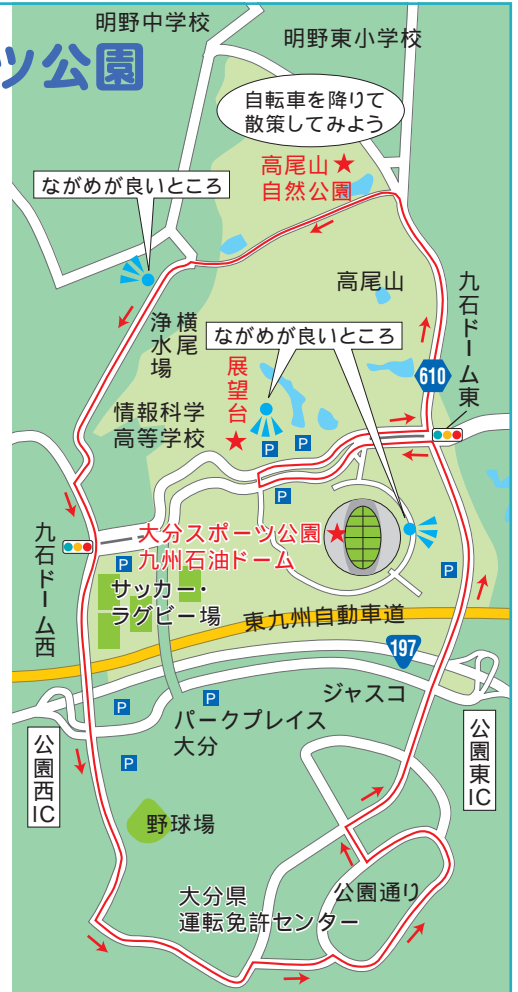 明野中学校
明野東小学校
ツ公園
自転車を降りて
散策してみよう
高尾山★
自然公園
ながめが良いところ
高尾山
九石ドーム東
横尾
浄水場
ながめが良いところ
展望台
★
610
情報科学
高等学校
P
P
P
大分スポーツ公園★
九州石油ドーム
九石ドーム西
P
サッカー・
ラグビー場
P
東九州自動車道
197
ジャスコ
P
P
パークプレイス
大分
公園西IC
公園東IC
P
野球場
大分県
運転免許センター
公園通り